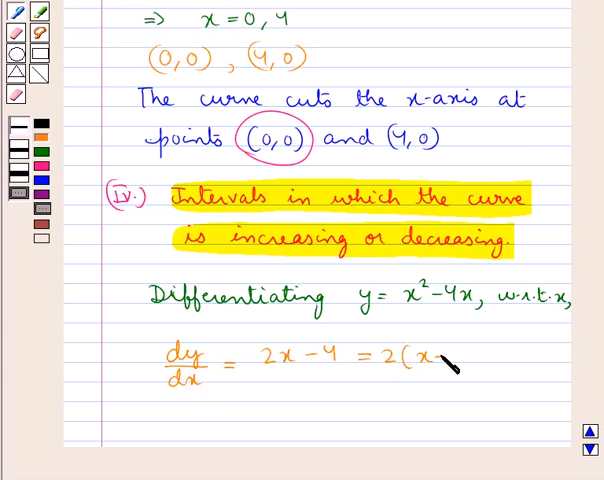 ⇒ x = 0, 4
(0,0), (4,0)
The curve cuts the x-axis at
points (0,0) and (4,0)
(IV.) Intervals in which the curve
is increasing or decreasing.
Differentiating y = x² - 4x, w.r.t. x,
dy/dx = 2x - 4 = 2(x-